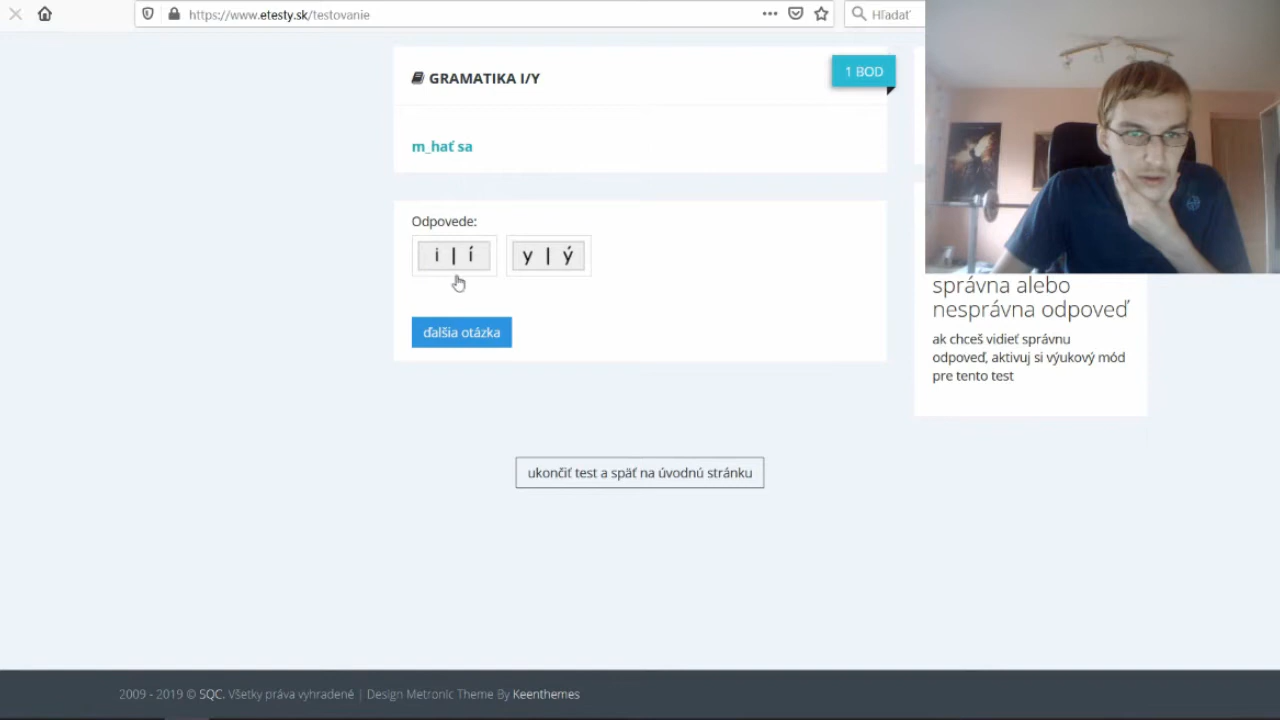 https://www.etesty.sk/testovanie
Hľadať
GRAMATIKA I/Y
1 BOD
m_hať sa
Odpovede:
i | í
y | ý
ďalšia otázka
správna alebo
nesprávna odpoveď
ak chceš vidieť správnu
odpoveď, aktivuj si výukový mód
pre tento test
ukončiť test a späť na úvodnú stránku
2009 - 2019 © SQC. Všetky práva vyhradené | Design Metronic Theme By Keenthemes